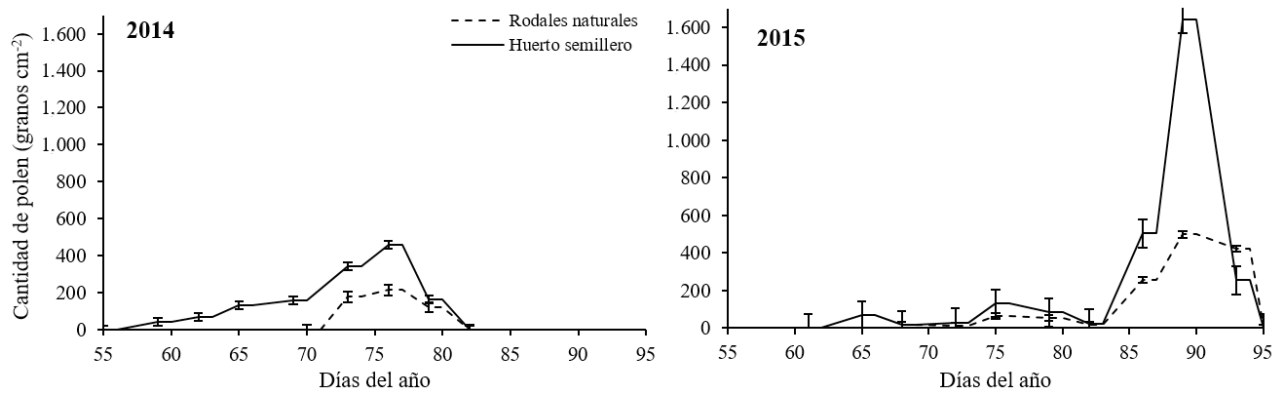 2014
Rodales naturales
Huerto semillero
Cantidad de polen (granos cm⁻²)
1.600
1.400
1.200
1.000
800
600
400
200
0
55 60 65 70 75 80 85 90 95
Días del año
2015
1.600
1.400
1.200
1.000
800
600
400
200
0
55 60 65 70 75 80 85 90 95
Días del año